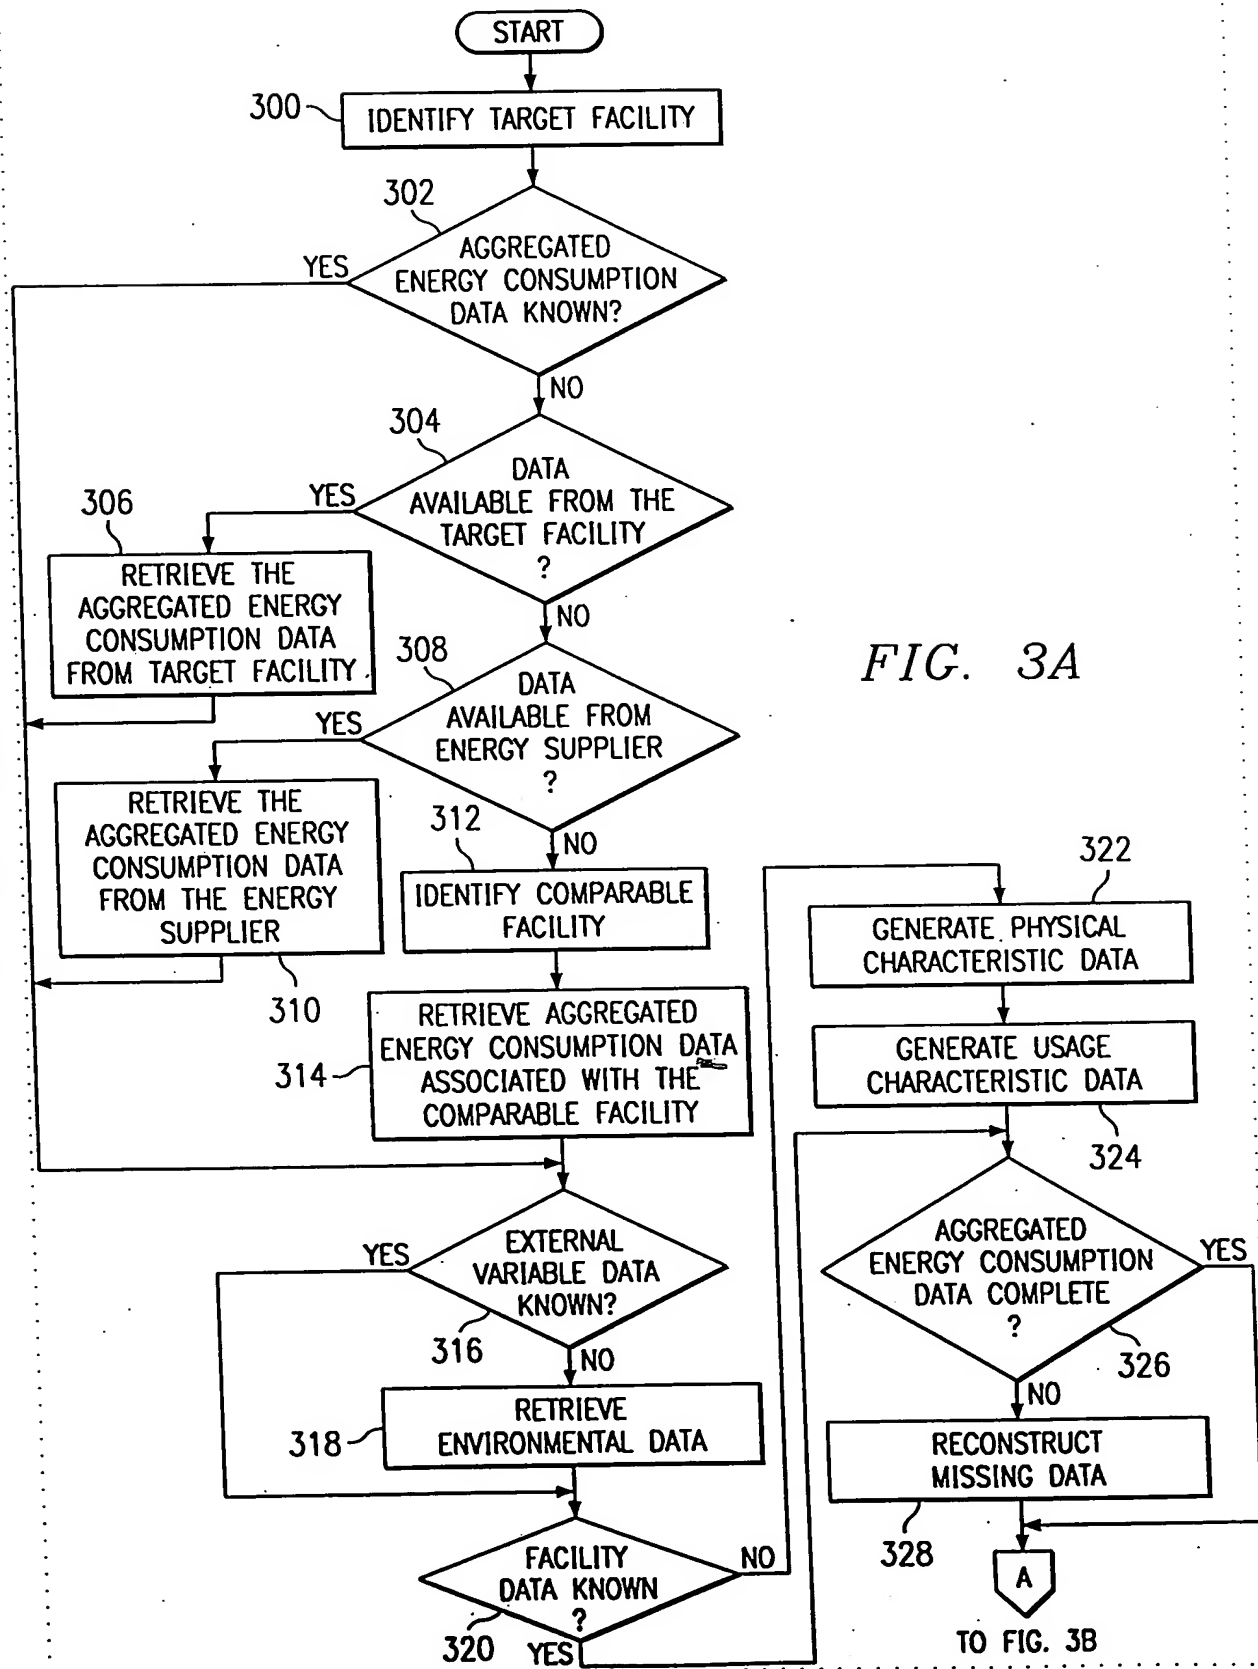 START
300
IDENTIFY TARGET FACILITY
302
AGGREGATED
ENERGY CONSUMPTION
DATA KNOWN?
YES
NO
304
DATA
AVAILABLE FROM THE
TARGET FACILITY
?
YES
NO
306
RETRIEVE THE
AGGREGATED ENERGY
CONSUMPTION DATA
FROM TARGET FACILITY
308
DATA
AVAILABLE FROM
ENERGY SUPPLIER
?
YES
NO
RETRIEVE THE
AGGREGATED ENERGY
CONSUMPTION DATA
FROM THE ENERGY
SUPPLIER
310
312
IDENTIFY COMPARABLE
FACILITY
314
RETRIEVE AGGREGATED
ENERGY CONSUMPTION DATA
ASSOCIATED WITH THE
COMPARABLE FACILITY
EXTERNAL
VARIABLE DATA
KNOWN?
YES
316
NO
318
RETRIEVE
ENVIRONMENTAL DATA
FACILITY
DATA KNOWN
?
NO
320
YES
FIG. 3A
322
GENERATE PHYSICAL
CHARACTERISTIC DATA
GENERATE USAGE
CHARACTERISTIC DATA
324
AGGREGATED
ENERGY CONSUMPTION
DATA COMPLETE
?
YES
326
NO
RECONSTRUCT
MISSING DATA
328
A
TO FIG. 3B